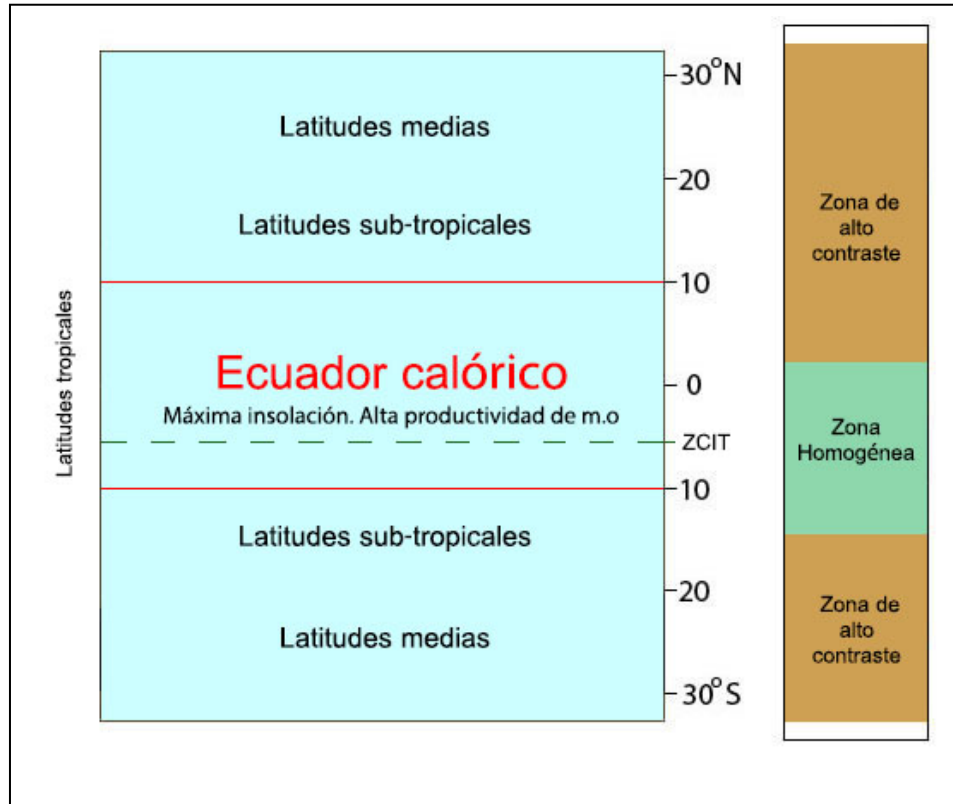 30°N
Latitudes medias
20
Latitudes sub-tropicales
10
Latitudes tropicales
Ecuador calórico
0
Máxima insolación. Alta productividad de m.o
ZCIT
10
Latitudes sub-tropicales
20
Latitudes medias
30°S
Zona de
alto
contraste
Zona
Homogénea
Zona de
alto
contraste